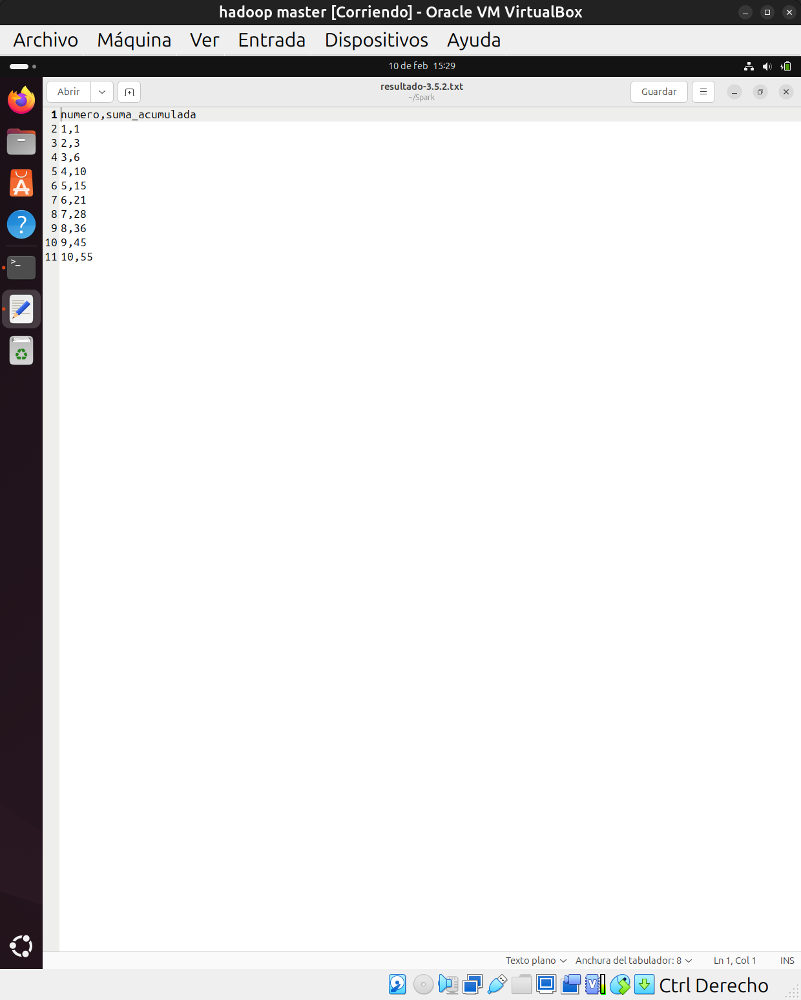 hadoop master [Corriendo] - Oracle VM VirtualBox
Archivo Máquina Ver Entrada Dispositivos Ayuda
10 de feb 15:29
Abrir
resultado-3.5.2.txt
~/Spark
Guardar
1 numero,suma_acumulada
2 1,1
3 2,3
4 3,6
5 4,10
6 5,15
7 6,21
8 7,28
9 8,36
10 9,45
11 10,55
Texto plano Anchura del tabulador: 8 Ln 1, Col 1 INS
Ctrl Derecho